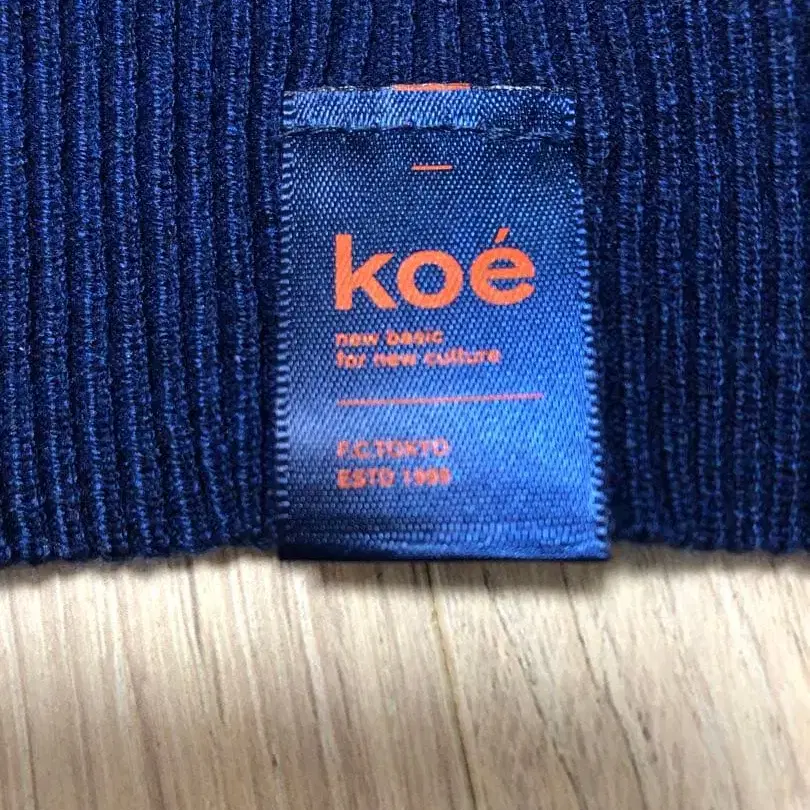 koé
new basic
for new culture
F.C.TOKYO
ESTD 1999